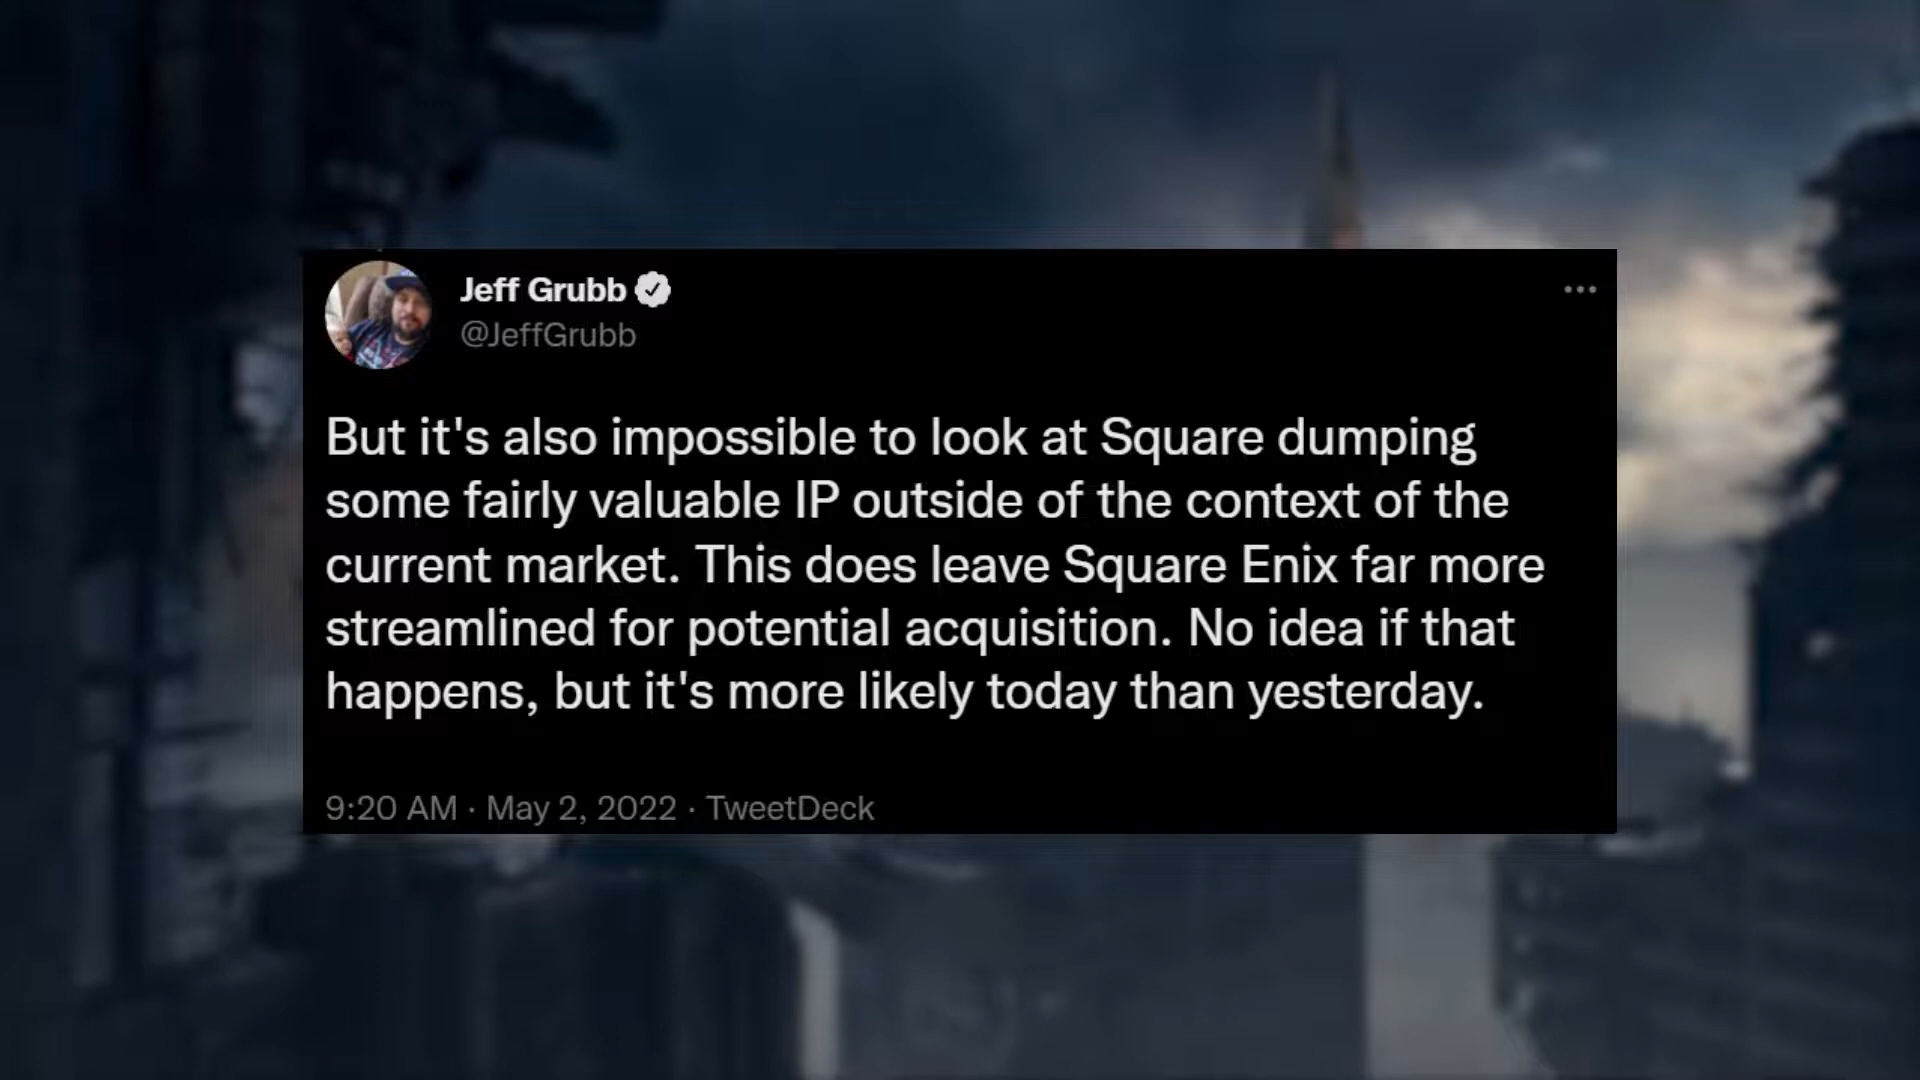 Jeff Grubb
@JeffGrubb
But it's also impossible to look at Square dumping
some fairly valuable IP outside of the context of the
current market. This does leave Square Enix far more
streamlined for potential acquisition. No idea if that
happens, but it's more likely today than yesterday.
9:20 AM · May 2, 2022 · TweetDeck